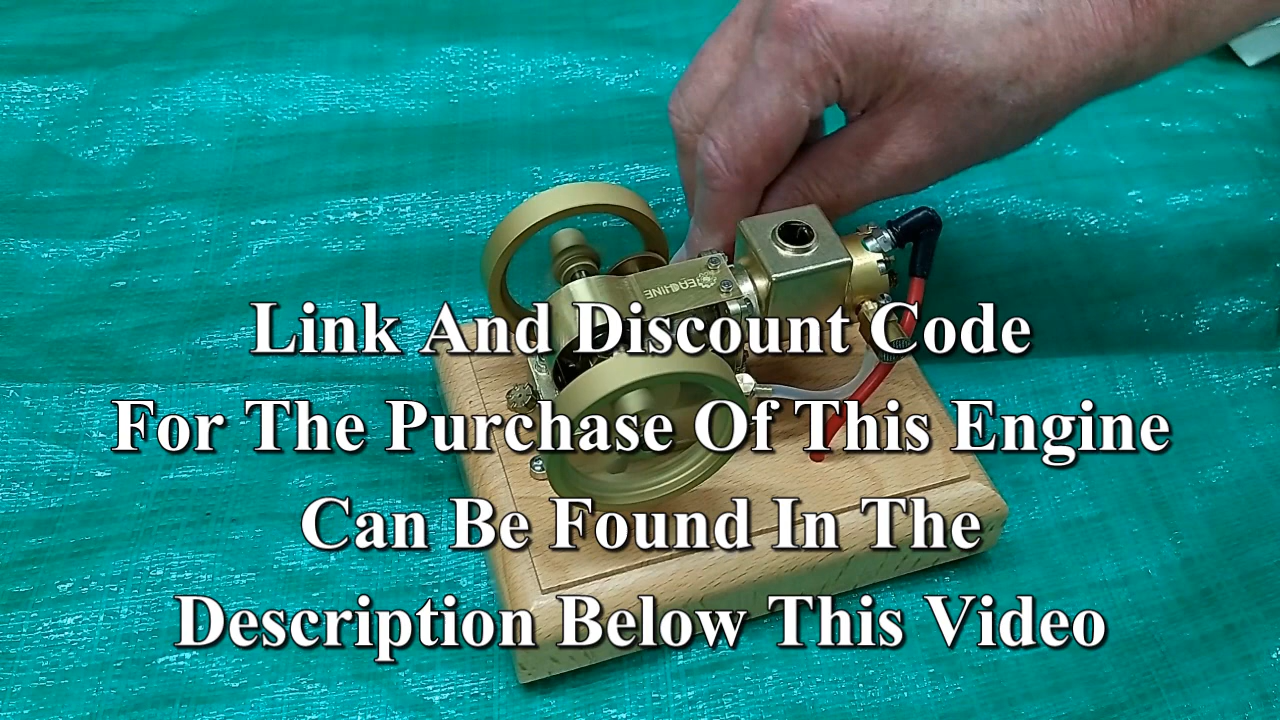 EACHINE
Link And Discount Code
For The Purchase Of This Engine
Can Be Found In The
Description Below This Video